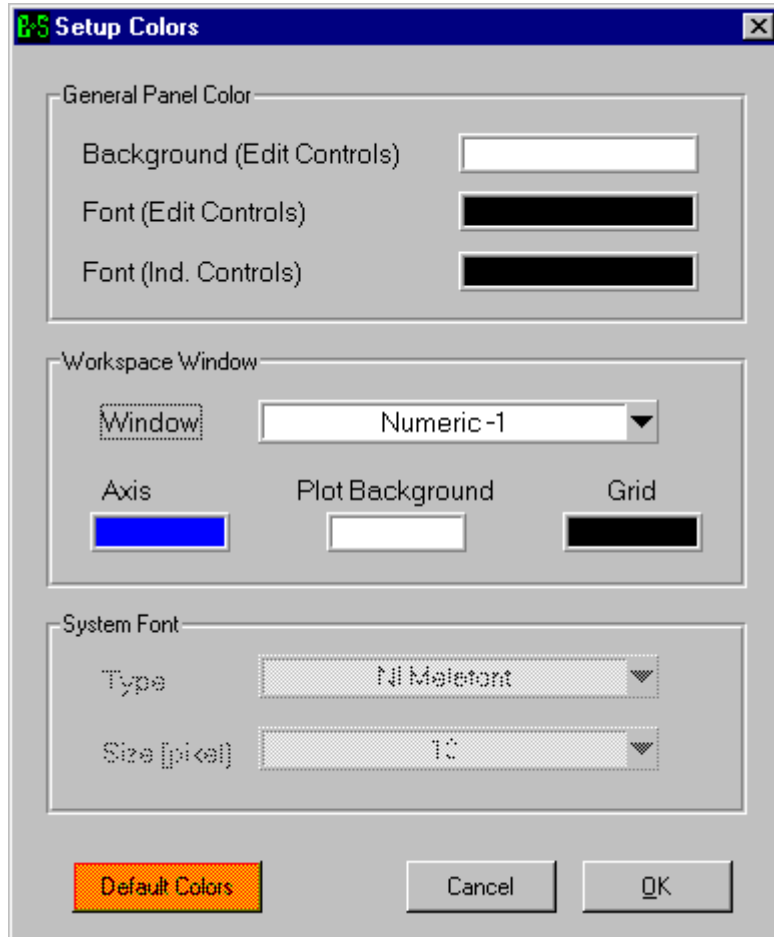 B+S Setup Colors
General Panel Color
Background (Edit Controls)
Font (Edit Controls)
Font (Ind. Controls)
Workspace Window
Window Numeric -1
Axis Plot Background Grid
System Font
Type
Size [pixel]
Default Colors Cancel OK